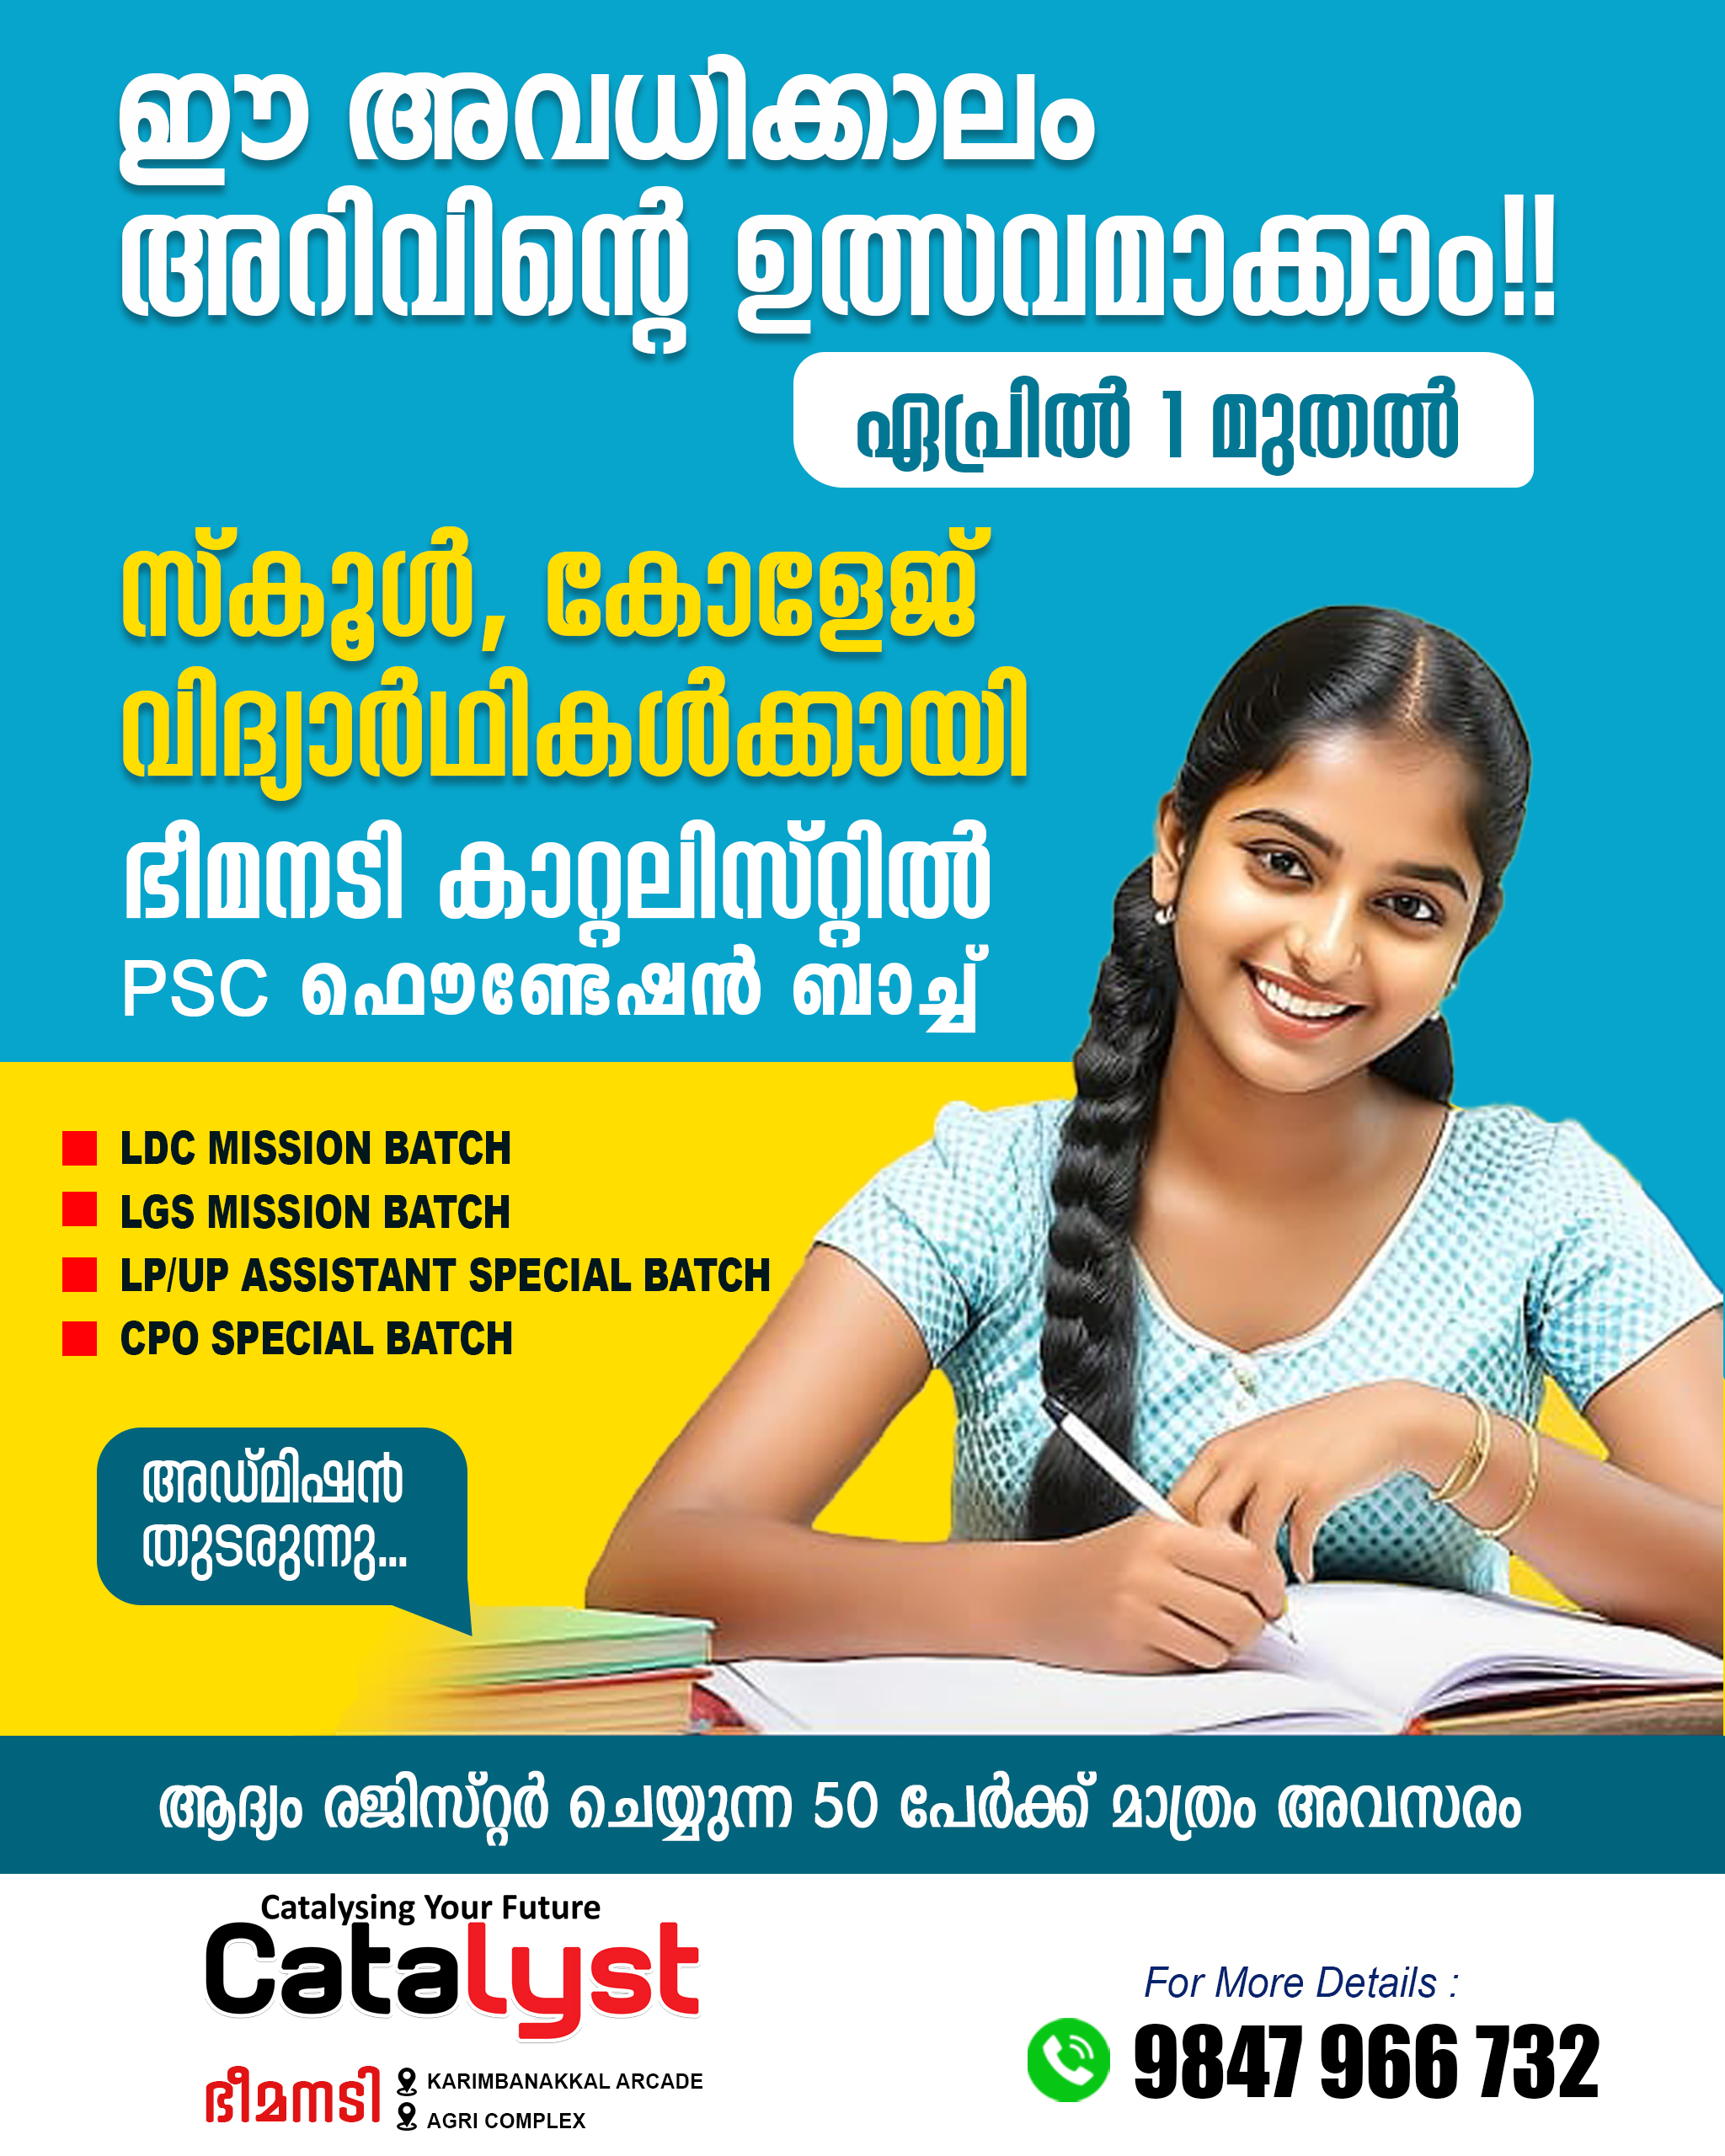 ഈ അവധിക്കാലം
അറിവിന്റെ ഉത്സവമാക്കാം!!
ഏപ്രിൽ 1 മുതൽ
സ്കൂൾ, കോളേജ്
വിദ്യാർഥികൾക്കായി
ഭീമനടി കാറ്റലിസ്റ്റിൽ
PSC ഫൌണ്ടേഷൻ ബാച്ച്
LDC MISSION BATCH
LGS MISSION BATCH
LP/UP ASSISTANT SPECIAL BATCH
CPO SPECIAL BATCH
അഡ്മിഷൻ
തുടരുന്നു...
ആദ്യം രജിസ്റ്റർ ചെയ്യുന്ന 50 പേർക്ക് മാത്രം അവസരം
Catalysing Your Future
Catalyst
ഭീമനടി
KARIMBANAKKAL ARCADE
AGRI COMPLEX
For More Details :
9847 966 732